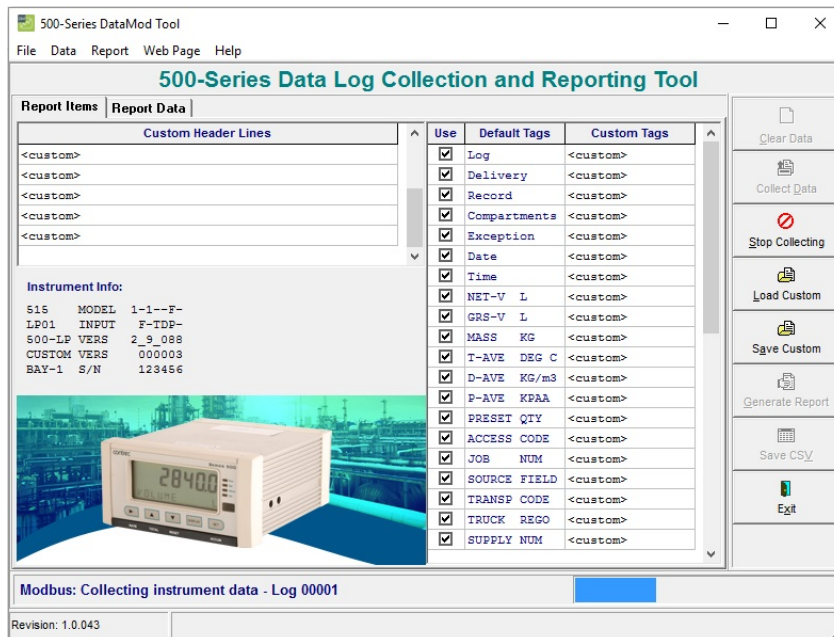 500-Series DataMod Tool
File Data Report Web Page Help
500-Series Data Log Collection and Reporting Tool
Report Items Report Data
Custom Header Lines
<custom>
<custom>
<custom>
<custom>
<custom>
Instrument Info:
515 MODEL 1-1--F-
LP01 INPUT F-TDP-
500-LP VERS 2_9_088
CUSTOM VERS 000003
BAY-1 S/N 123456
contrec
Series 500
2840.0
VOLUME
Use Default Tags Custom Tags
Log <custom>
Delivery <custom>
Record <custom>
Compartments <custom>
Exception <custom>
Date <custom>
Time <custom>
NET-V L <custom>
GRS-V L <custom>
MASS KG <custom>
T-AVE DEG C <custom>
D-AVE KG/m3 <custom>
P-AVE KPAA <custom>
PRESET QTY <custom>
ACCESS CODE <custom>
JOB NUM <custom>
SOURCE FIELD <custom>
TRANSP CODE <custom>
TRUCK REGO <custom>
SUPPLY NUM <custom>
Clear Data
Collect Data
Stop Collecting
Load Custom
Save Custom
Generate Report
Save CSV
Exit
Modbus: Collecting instrument data - Log 00001
Revision: 1.0.043